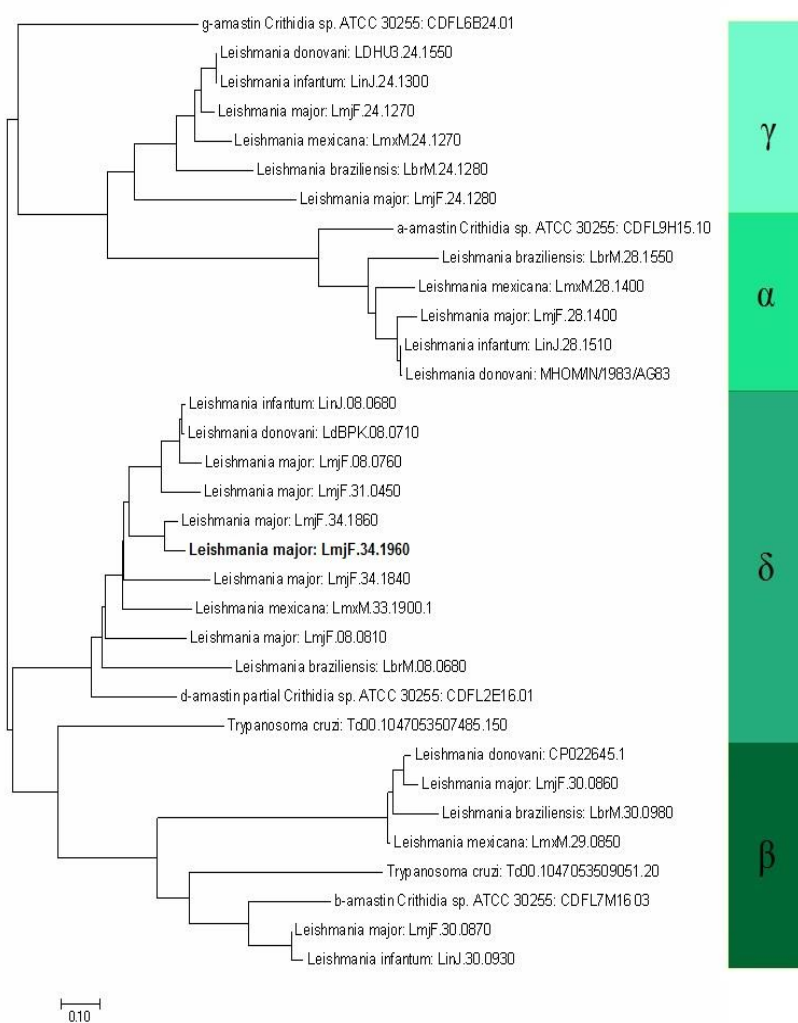 g-amastin Crithidia sp. ATCC 30255: CDFL6B24.01
Leishmania donovani: LDHU3.24.1550
Leishmania infantum: LinJ.24.1300
Leishmania major: LmjF.24.1270
Leishmania mexicana: LmxM.24.1270
Leishmania braziliensis: LbrM.24.1280
Leishmania major: LmjF.24.1280
γ
a-amastin Crithidia sp. ATCC 30255: CDFL9H15.10
Leishmania braziliensis: LbrM.28.1550
Leishmania mexicana: LmxM.28.1400
Leishmania major: LmjF.28.1400
Leishmania infantum: LinJ.28.1510
Leishmania donovani: MHOM/IN/1983/AG83
α
Leishmania infantum: LinJ.08.0680
Leishmania donovani: LdBPK.08.0710
Leishmania major: LmjF.08.0760
Leishmania major: LmjF.31.0450
Leishmania major: LmjF.34.1860
Leishmania major: LmjF.34.1960
Leishmania major: LmjF.34.1840
Leishmania mexicana: LmxM.33.1900.1
Leishmania major: LmjF.08.0810
Leishmania braziliensis: LbrM.08.0680
d-amastin partial Crithidia sp. ATCC 30255: CDFL2E16.01
Trypanosoma cruzi: Tc00.1047053507485.150
δ
Leishmania donovani: CP022645.1
Leishmania major: LmjF.30.0860
Leishmania braziliensis: LbrM.30.0980
Leishmania mexicana: LmxM.29.0850
Trypanosoma cruzi: Tc00.1047053509051.20
b-amastin Crithidia sp. ATCC 30255: CDFL7M16 03
Leishmania major: LmjF.30.0870
Leishmania infantum: LinJ.30.0930
β
0.10